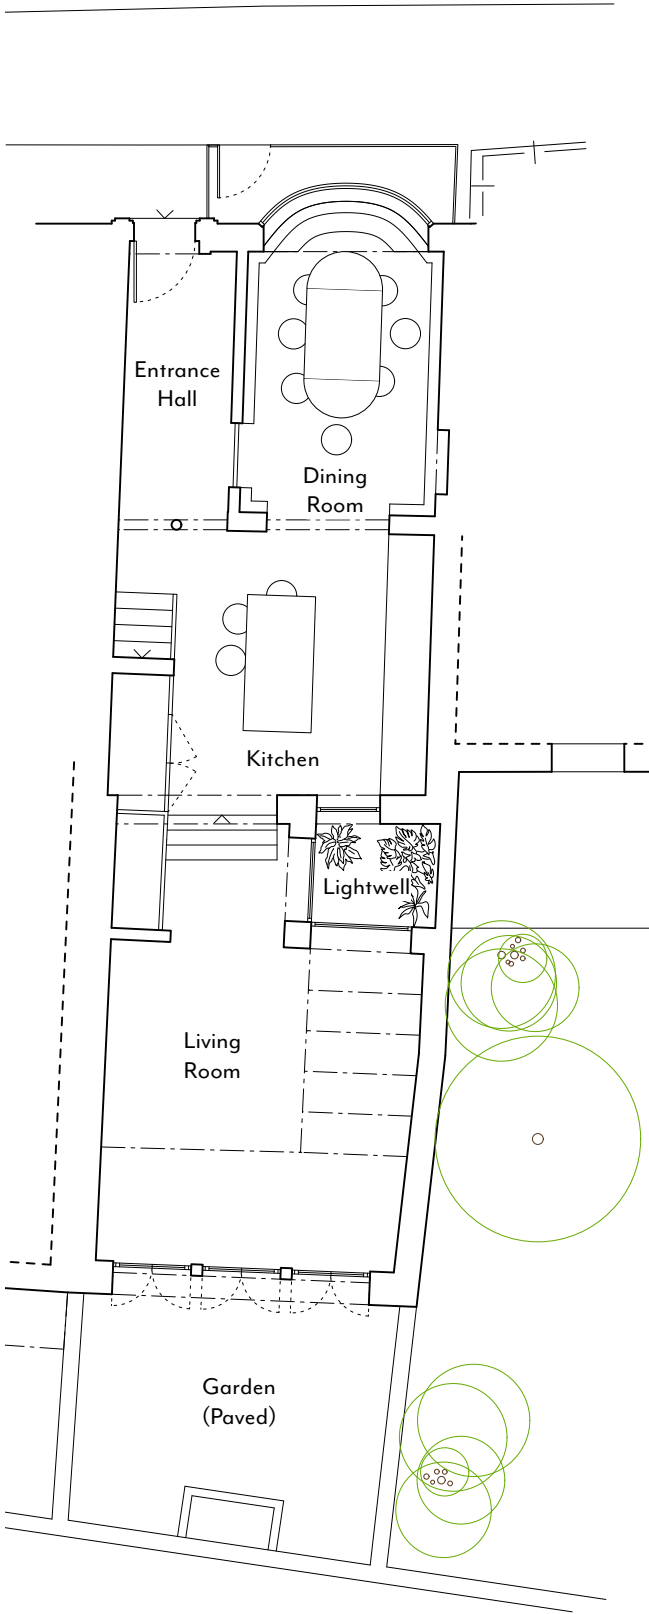 Entrance
Hall
Dining
Room
Kitchen
Lightwell
Living
Room
Garden
(Paved)